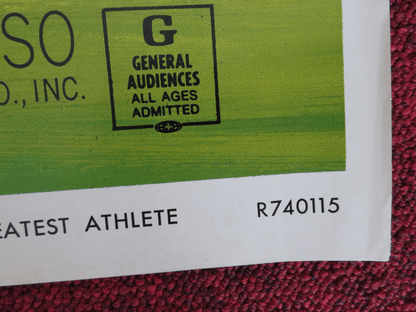 SO
O., INC.
G
GENERAL
AUDIENCES
ALL AGES
ADMITTED
EATEST ATHLETE
R740115